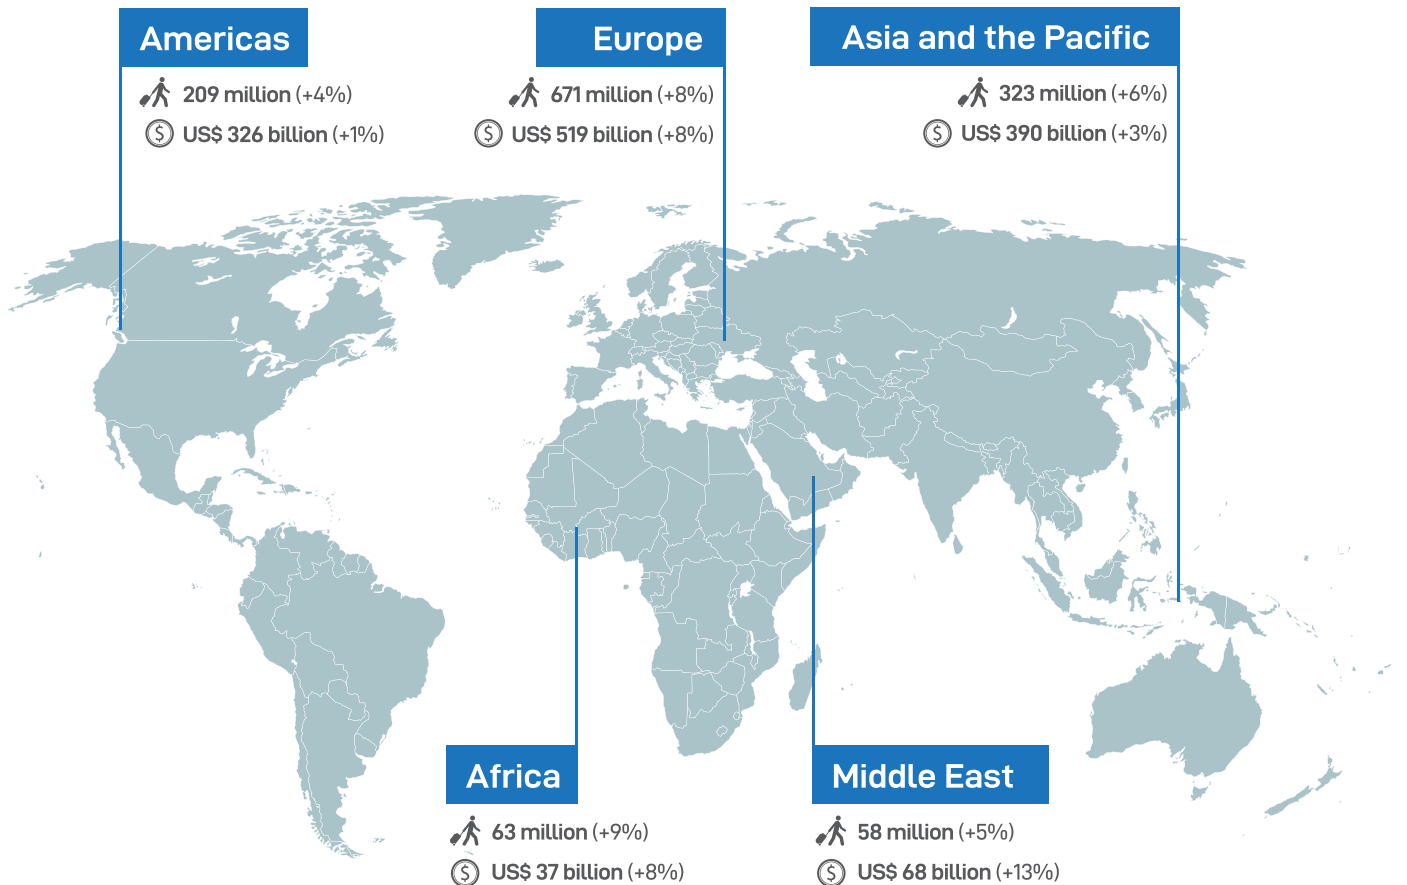 Americas
209 million (+4%)
$ US$ 326 billion (+1%)
Europe
671 million (+8%)
$ US$ 519 billion (+8%)
Asia and the Pacific
323 million (+6%)
$ US$ 390 billion (+3%)
Africa
63 million (+9%)
$ US$ 37 billion (+8%)
Middle East
58 million (+5%)
$ US$ 68 billion (+13%)